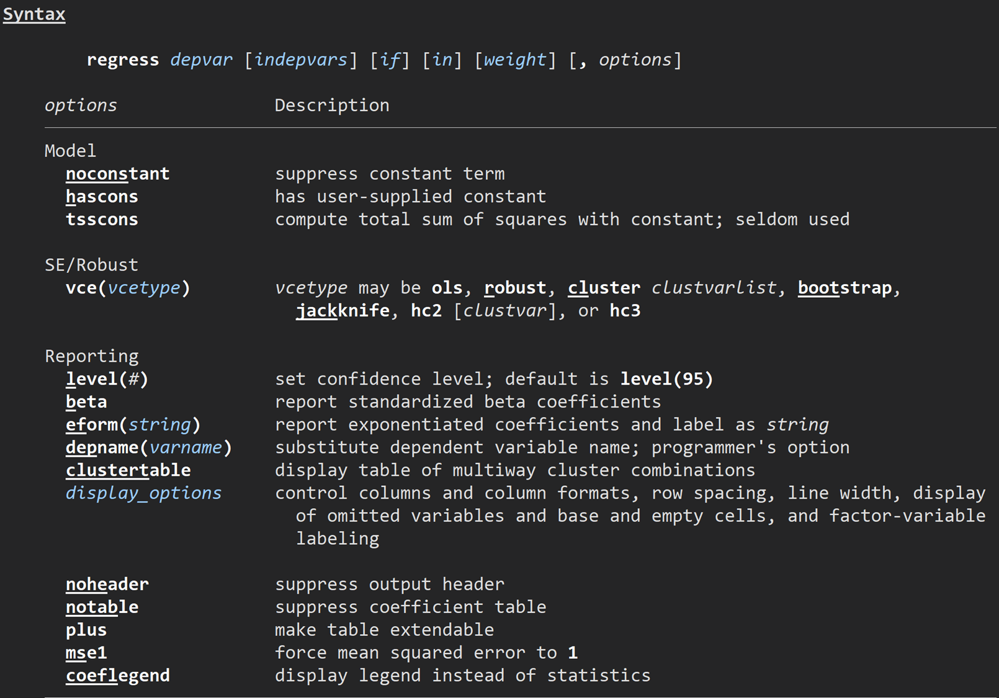 Syntax
regress depvar [indepvars] [if] [in] [weight] [, options]
options Description
Model
noconstant suppress constant term
hascons has user-supplied constant
tsscons compute total sum of squares with constant; seldom used
SE/Robust
vce(vcetype) vcetype may be ols, robust, cluster clustvarlist, bootstrap,
jackknife, hc2 [clustvar], or hc3
Reporting
level(#) set confidence level; default is level(95)
beta report standardized beta coefficients
eform(string) report exponentiated coefficients and label as string
depname(varname) substitute dependent variable name; programmer's option
clustertable display table of multiway cluster combinations
display_options control columns and column formats, row spacing, line width, display
of omitted variables and base and empty cells, and factor-variable
labeling
noheader suppress output header
notable suppress coefficient table
plus make table extendable
mse1 force mean squared error to 1
coeflegend display legend instead of statistics